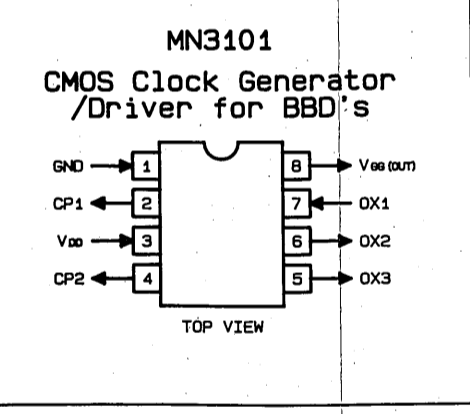 MN3101
CMOS Clock Generator
/Driver for BBD's
GND 1 8 VGG (OUT)
CP1 2 7 OX1
VDD 3 6 OX2
CP2 4 5 OX3
TOP VIEW